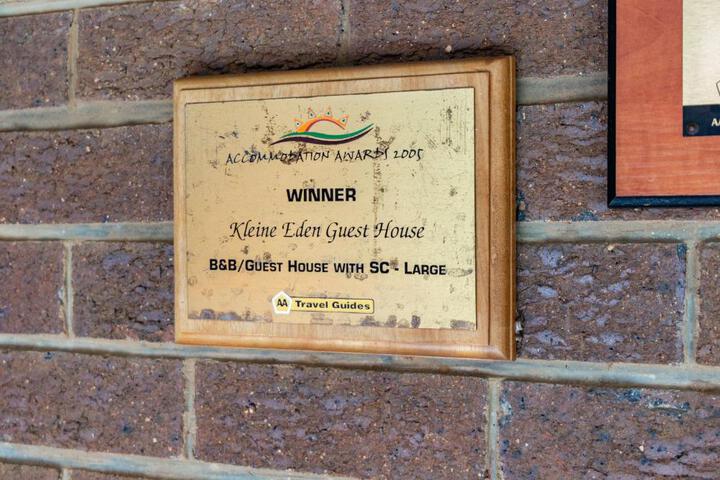 ACCOMMODATION AWARDS 2005
WINNER
Kleine Eden Guest House
B&B/GUEST HOUSE WITH SC - LARGE
AA Travel Guides